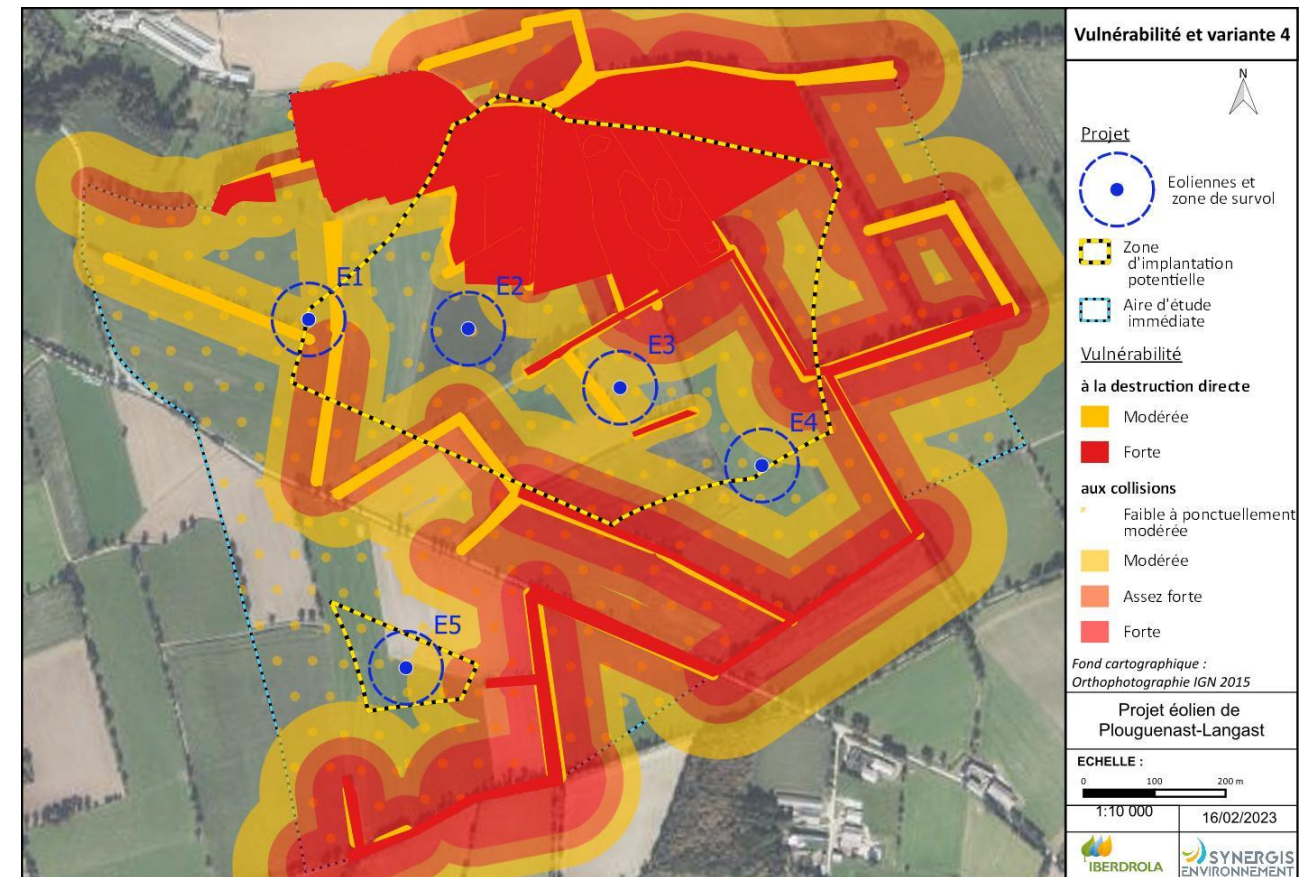 Vulnérabilité et variante 4
N
Projet
Eoliennes et
zone de survol
Zone
d'implantation
potentielle
Aire d'étude
immédiate
Vulnérabilité
à la destruction directe
Modérée
Forte
aux collisions
Faible à ponctuellement
modérée
Modérée
Assez forte
Forte
Fond cartographique :
Orthophotographie IGN 2015
Projet éolien de
Plouguenast-Langast
ECHELLE :
0 100 200 m
1:10 000
16/02/2023
IBERDROLA
SYNERGIS
ENVIRONNEMENT
E1
E2
E3
E4
E5